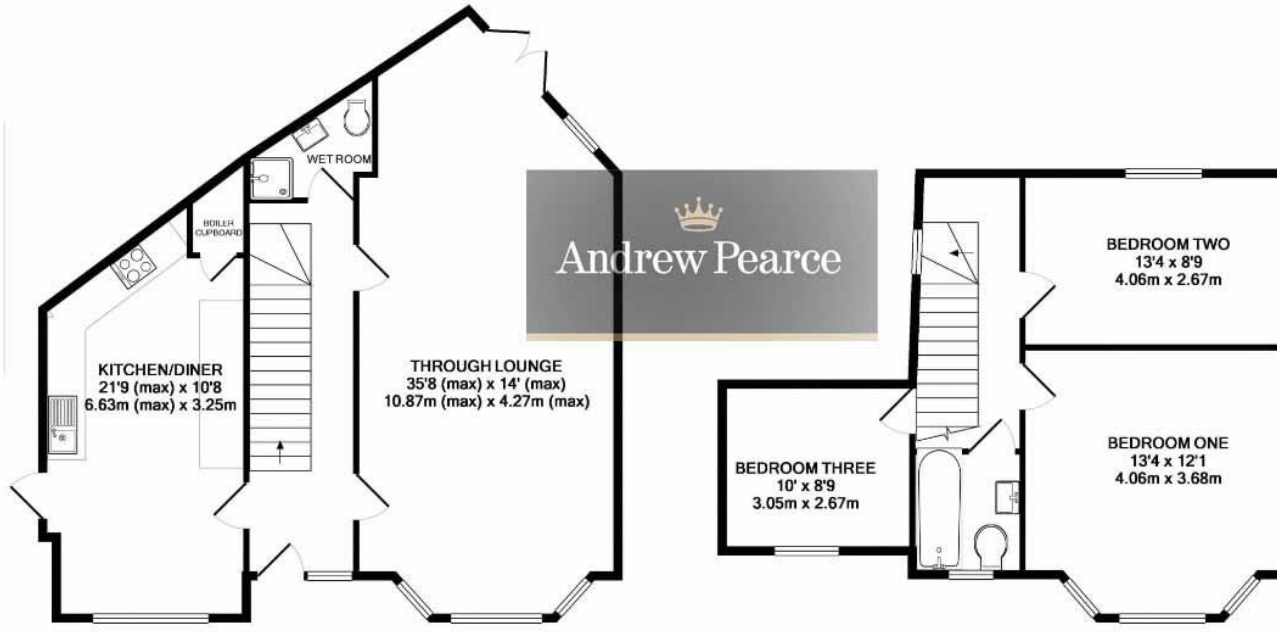 WET ROOM
BOILER
CUPBOARD
KITCHEN/DINER
21'9 (max) x 10'8
6.63m (max) x 3.25m
THROUGH LOUNGE
35'8 (max) x 14' (max)
10.87m (max) x 4.27m (max)
Andrew Pearce
BEDROOM TWO
13'4 x 8'9
4.06m x 2.67m
BEDROOM THREE
10' x 8'9
3.05m x 2.67m
BEDROOM ONE
13'4 x 12'1
4.06m x 3.68m